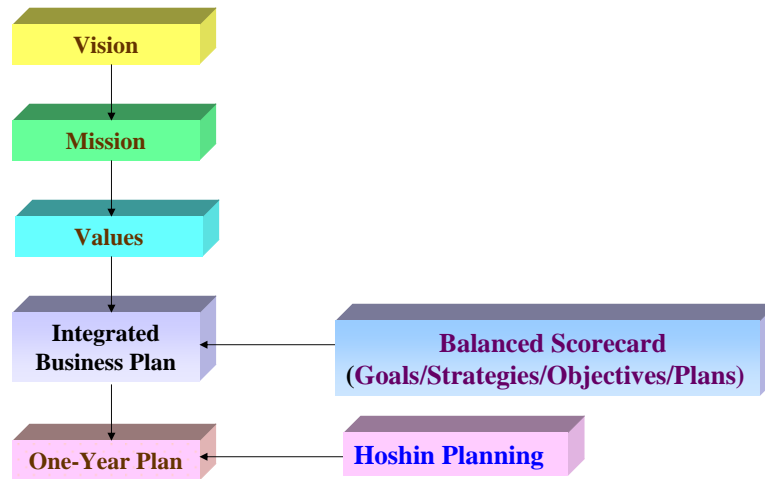 Vision
Mission
Values
Integrated
Business Plan
Balanced Scorecard
(Goals/Strategies/Objectives/Plans)
One-Year Plan
Hoshin Planning